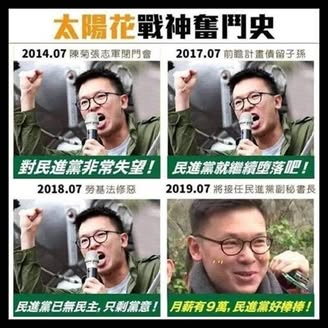 太陽花戰神奮鬥史
2014.07 陳菊張志軍閉門會
對民進黨非常失望！
2017.07 前瞻計畫債留子孫
民進黨就繼續墮落吧！
2018.07 勞基法修惡
民進黨已無民主，只剩黨意！
2019.07 將接任民進黨副秘書長
月薪有9萬，民進黨好棒棒！